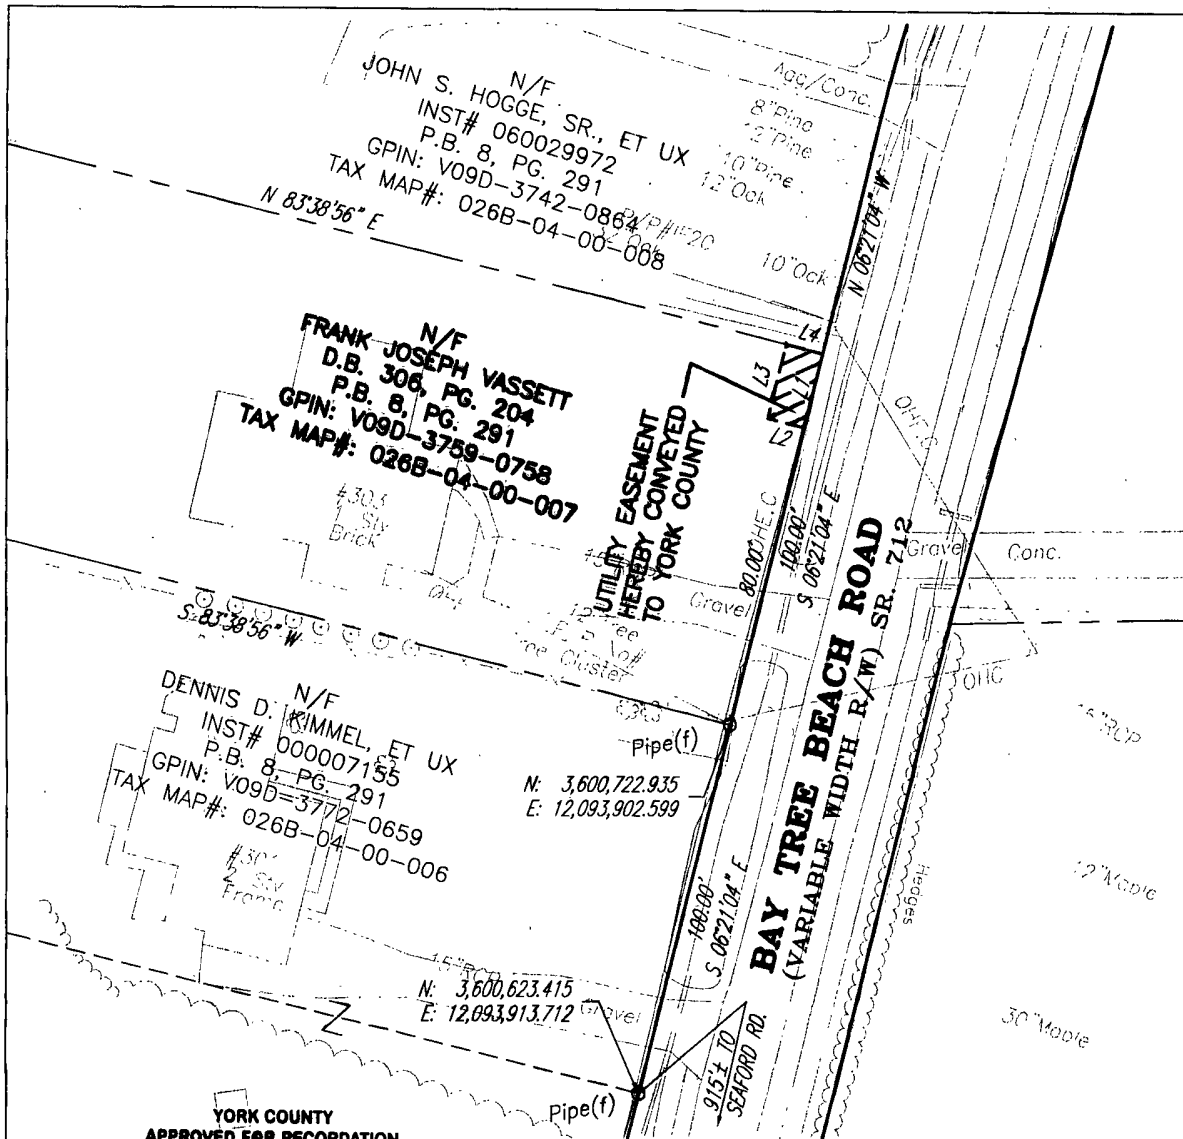 Agg/Conc.
N/F
JOHN S. HOGGE, SR., ET UX
INST# 060029972
P.B. 8, PG. 291
GPIN: V09D-3742-0864
TAX MAP#: 026B-04-00-008
8"Pine
12"Pine
10"Pine
12"Oak
10"Oak
N 83°38'56" E
N 06°21'04" W
L4
L3
L1
L2
N/F
FRANK JOSEPH VASSETT
D.B. 306, PG. 204
P.B. 8, PG. 291
GPIN: V09D-3759-0758
TAX MAP#: 026B-04-00-007
UTILITY EASEMENT
HEREBY CONVEYED
TO YORK COUNTY
#303
1 Sty
Brick
80.00'
100.00'
S 06°21'04" E
Gravel
Gravel
Conc.
S 83°38'56" W
Cluster
OHC
N/F
DENNIS D. KIMMEL, ET UX
INST# 000007155
P.B. 8, PG. 291
GPIN: V09D-3772-0659
TAX MAP#: 026B-04-00-006
2 Sty
Frame
Pipe(f)
N: 3,600,722.935
E: 12,093,902.599
BAY TREE BEACH ROAD
(VARIABLE WIDTH R/W) SR. 712
15"RCP
12"Maple
30"Maple
Hedges
100.00'
S 06°21'04" E
N: 3,600,623.415
E: 12,093,913.712
Gravel
915'± TO
SEAFORD RD.
Pipe(f)
YORK COUNTY
APPROVED FOR RECORDATION